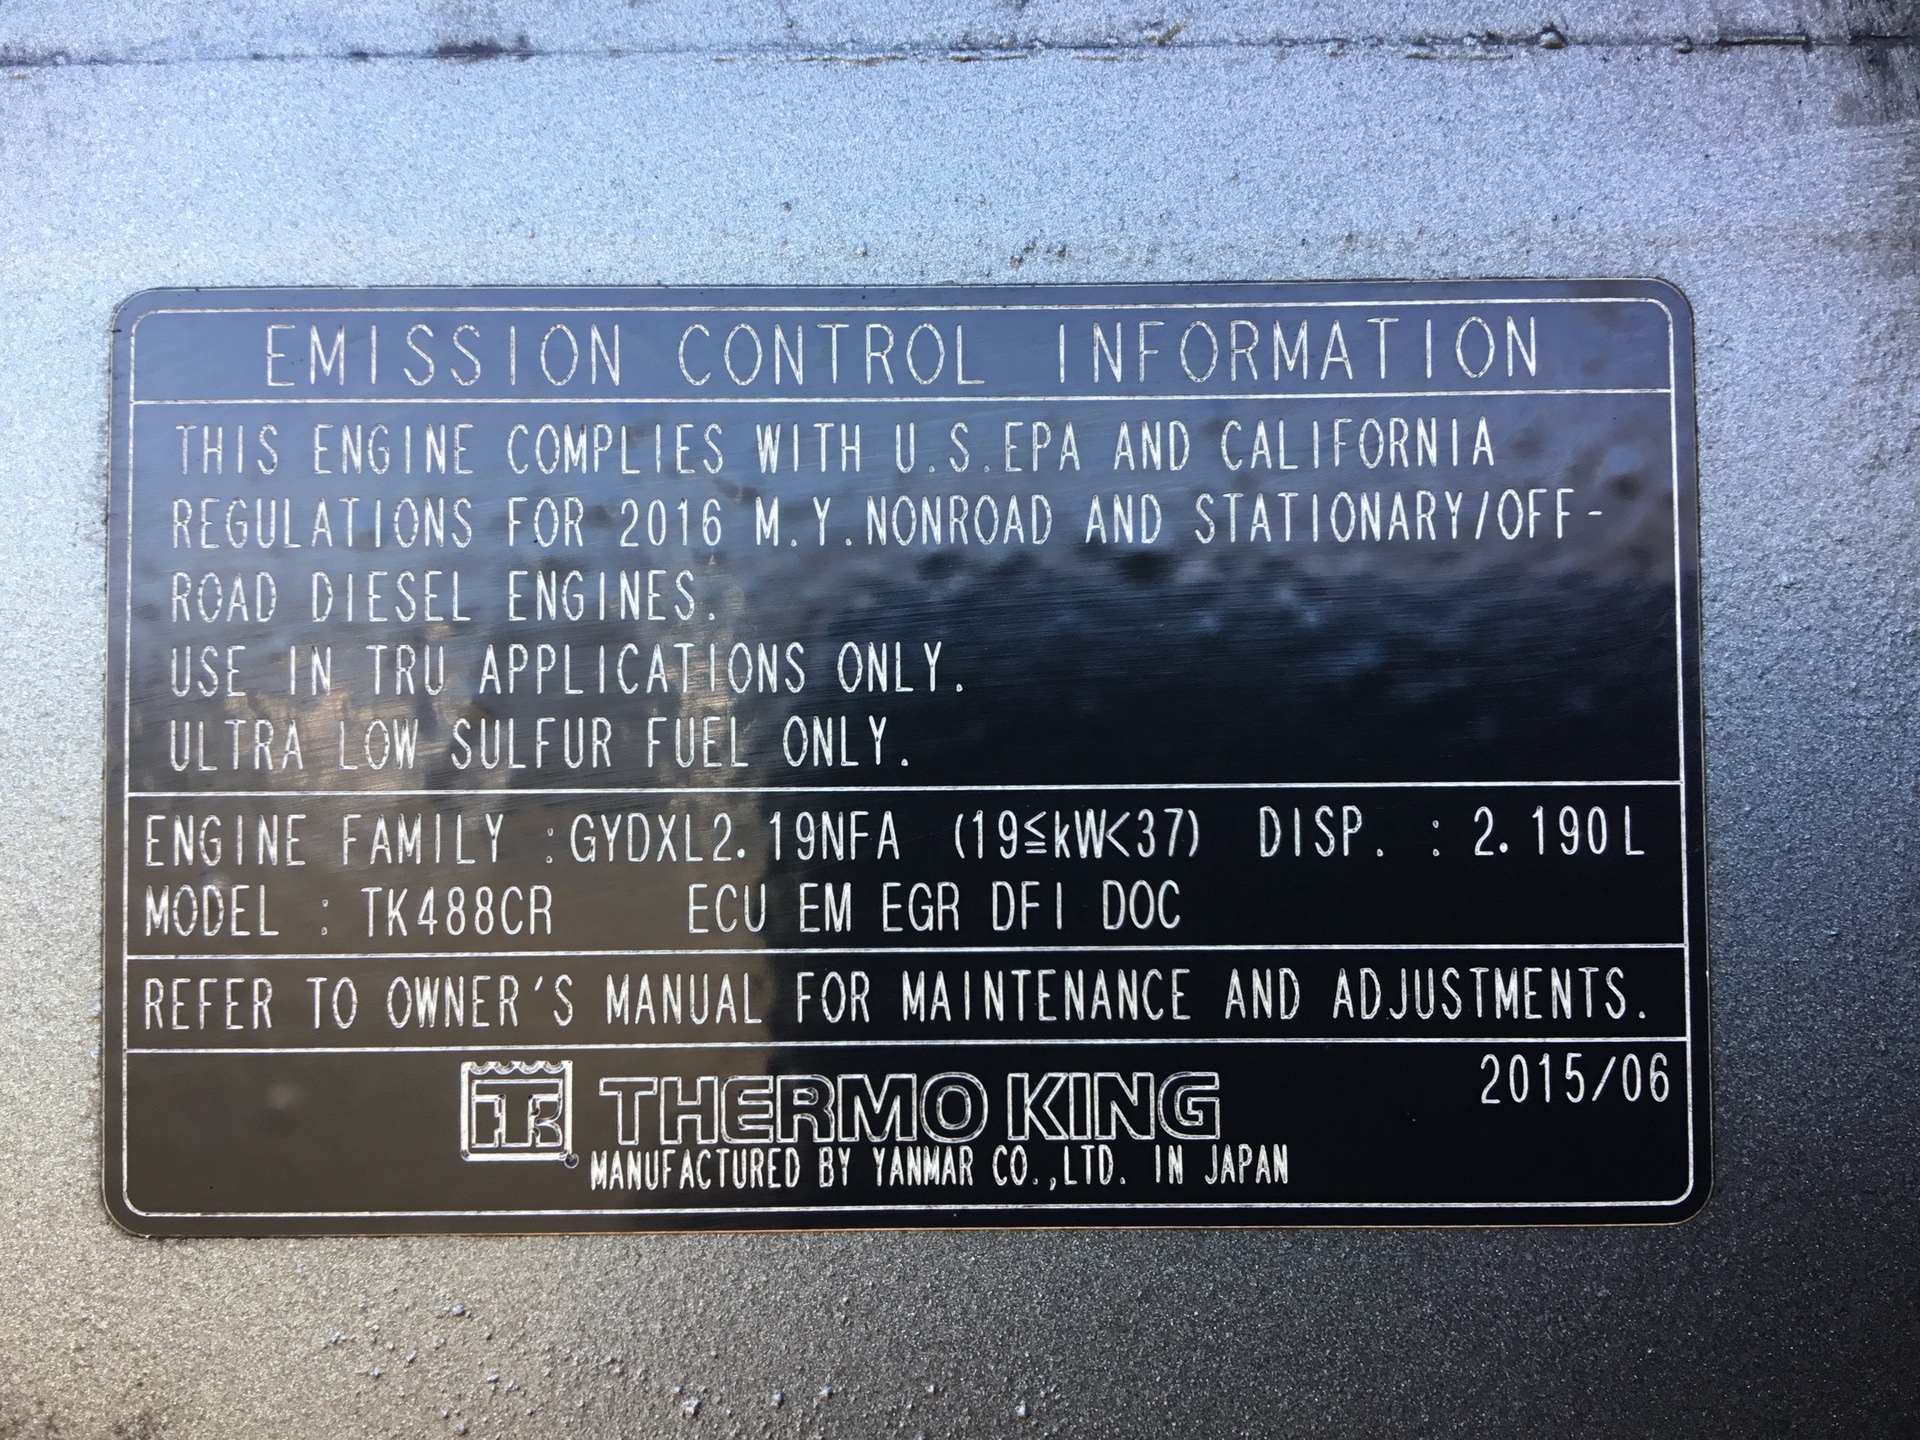 EMISSION CONTROL INFORMATION
THIS ENGINE COMPLIES WITH U.S.EPA AND CALIFORNIA
REGULATIONS FOR 2016 M.Y.NONROAD AND STATIONARY/OFF-
ROAD DIESEL ENGINES.
USE IN TRU APPLICATIONS ONLY.
ULTRA LOW SULFUR FUEL ONLY.
ENGINE FAMILY :GYDXL2.19NFA (19≦kW<37) DISP. : 2.190L
MODEL : TK488CR ECU EM EGR DFI DOC
REFER TO OWNER'S MANUAL FOR MAINTENANCE AND ADJUSTMENTS.
2015/06
TK THERMO KING
MANUFACTURED BY YANMAR CO.,LTD. IN JAPAN